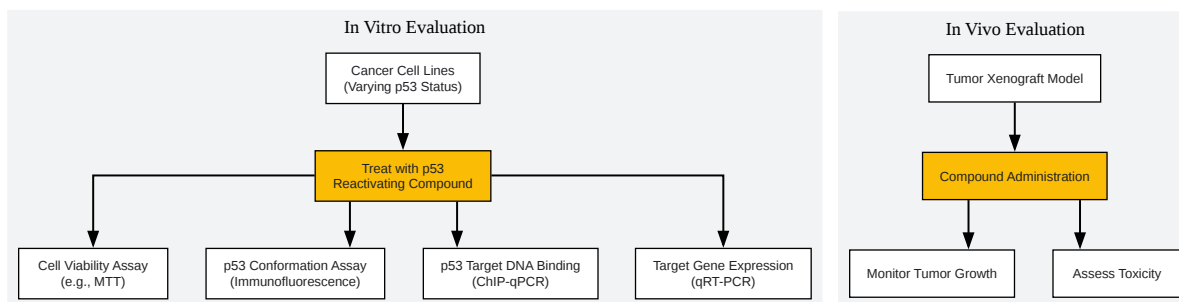 In Vitro Evaluation
Cancer Cell Lines
(Varying p53 Status)
Treat with p53
Reactivating Compound
Cell Viability Assay
(e.g., MTT)
p53 Conformation Assay
(Immunofluorescence)
p53 Target DNA Binding
(ChIP-qPCR)
Target Gene Expression
(qRT-PCR)
In Vivo Evaluation
Tumor Xenograft Model
Compound Administration
Monitor Tumor Growth
Assess Toxicity